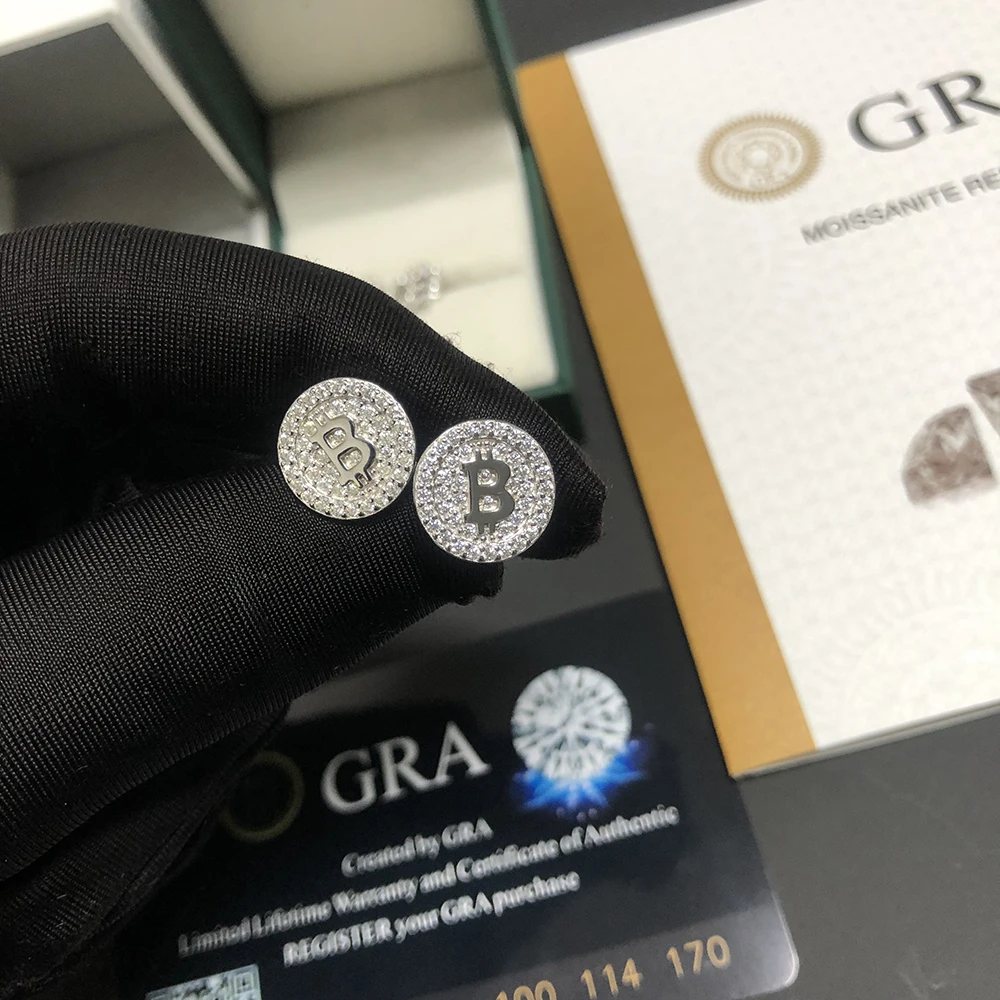 GR
MOISSANITE RE
B
B
GRA
Created by GRA
Limited Lifetime Warranty and Certificate of Authentic
REGISTER your GRA purchase
100 114 170